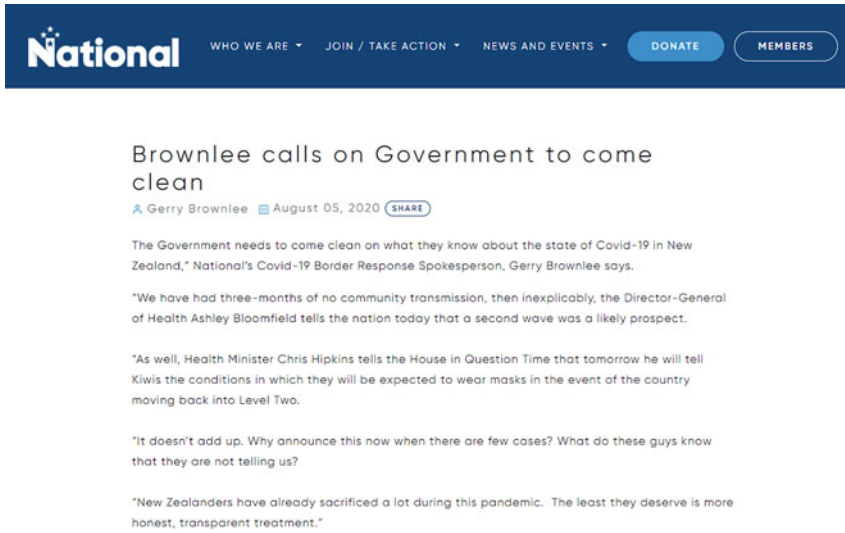 National
WHO WE ARE
JOIN / TAKE ACTION
NEWS AND EVENTS
DONATE
MEMBERS
Brownlee calls on Government to come
clean
Gerry Brownlee August 05, 2020 SHARE
The Government needs to come clean on what they know about the state of Covid-19 in New
Zealand,” National’s Covid-19 Border Response Spokesperson, Gerry Brownlee says.
“We have had three-months of no community transmission, then inexplicably, the Director-General
of Health Ashley Bloomfield tells the nation today that a second wave was a likely prospect.
“As well, Health Minister Chris Hipkins tells the House in Question Time that tomorrow he will tell
Kiwis the conditions in which they will be expected to wear masks in the event of the country
moving back into Level Two.
“It doesn’t add up. Why announce this now when there are few cases? What do these guys know
that they are not telling us?
“New Zealanders have already sacrificed a lot during this pandemic.  The least they deserve is more
honest, transparent treatment.”